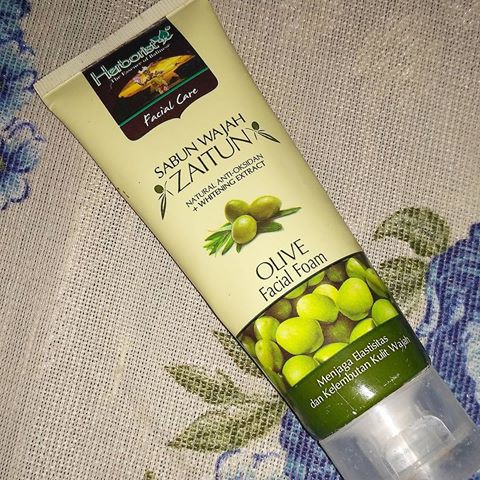 Herborist
The Essence of Balinese
Facial Care
SABUN WAJAH
ZAITUN
NATURAL ANTI-OKSIDAN
+ WHITENING EXTRACT
OLIVE
Facial Foam
Menjaga Elastisitas
dan Kelembutan Kulit Wajah